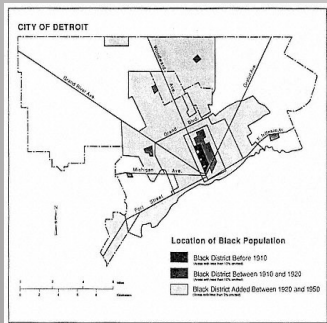 CITY OF DETROIT
Woodward Ave.
Gratiot Ave.
Grand River Ave.
Grand Blvd.
E. Jefferson
Michigan Ave.
Fort Street
Location of Black Population
Black District Before 1910
Black District Between 1910 and 1920
Black District Added Between 1920 and 1950